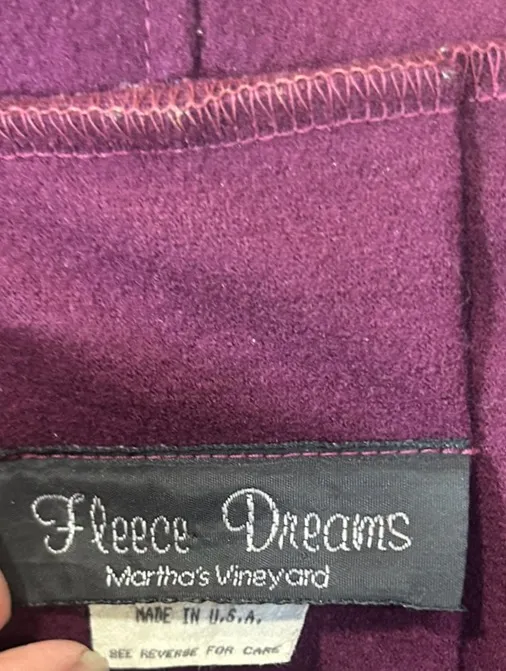 Fleece Dreams
Martha's Vineyard
MADE IN U.S.A.
SEE REVERSE FOR CARE